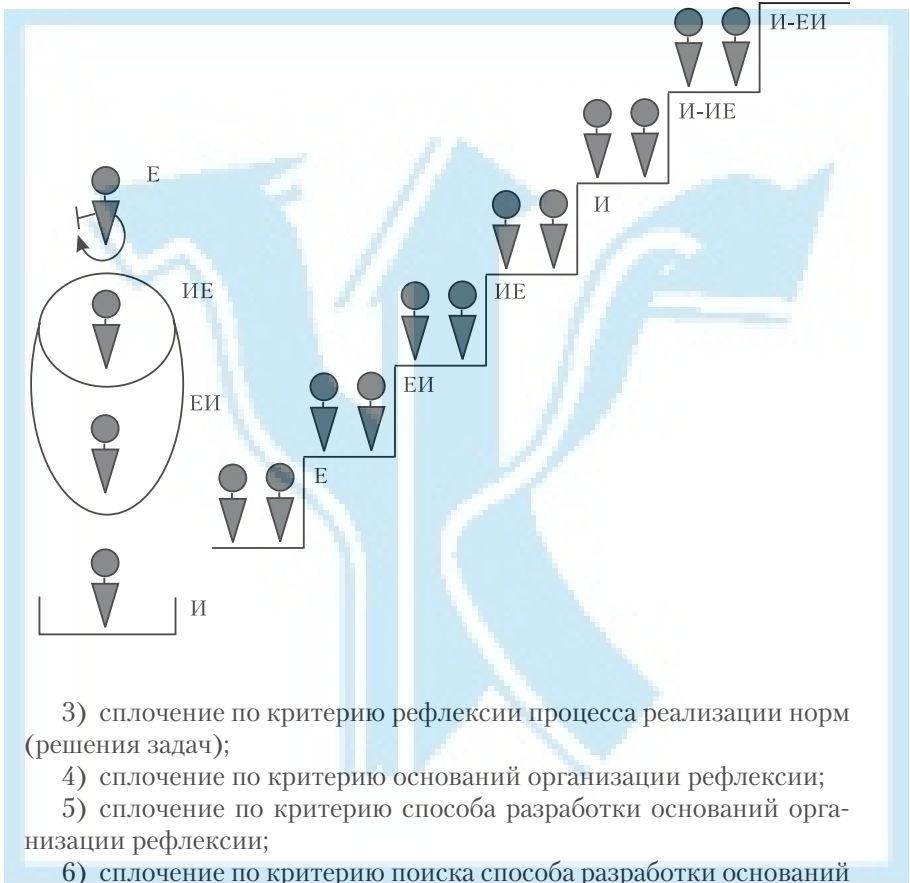 И-ЕИ
И-ИЕ
И
ИЕ
ЕИ
Е
Е
ИЕ
ЕИ
И
3) сплочение по критерию рефлексии процесса реализации норм
(решения задач);
4) сплочение по критерию оснований организации рефлексии;
5) сплочение по критерию способа разработки оснований орга-
низации рефлексии;
6) сплочение по критерию поиска способа разработки оснований